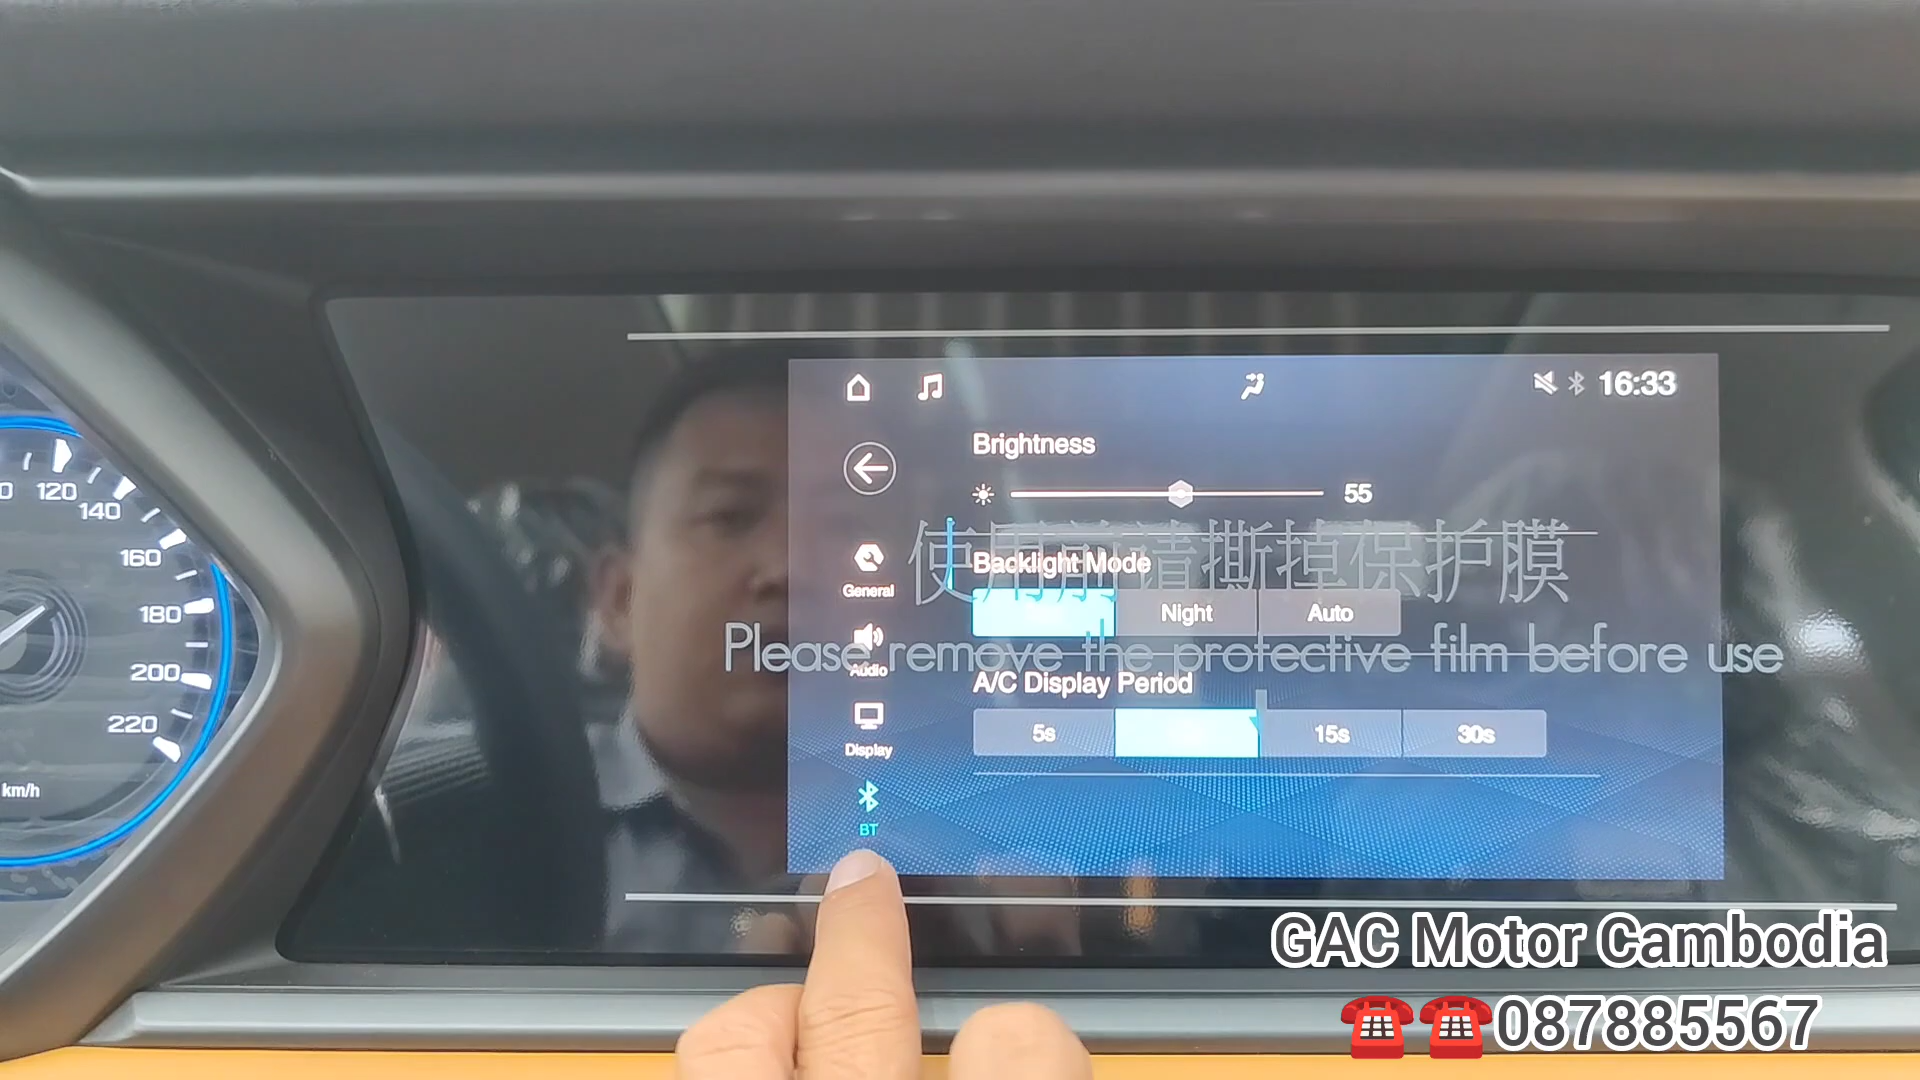 16:33
Brightness
55
使用前请撕掉保护膜
Backlight Mode
Night
Auto
Please remove the protective film before use
A/C Display Period
5s
15s
30s
General
Audio
Display
BT
120
140
160
180
200
220
km/h
GAC Motor Cambodia
☎️☎️087885567